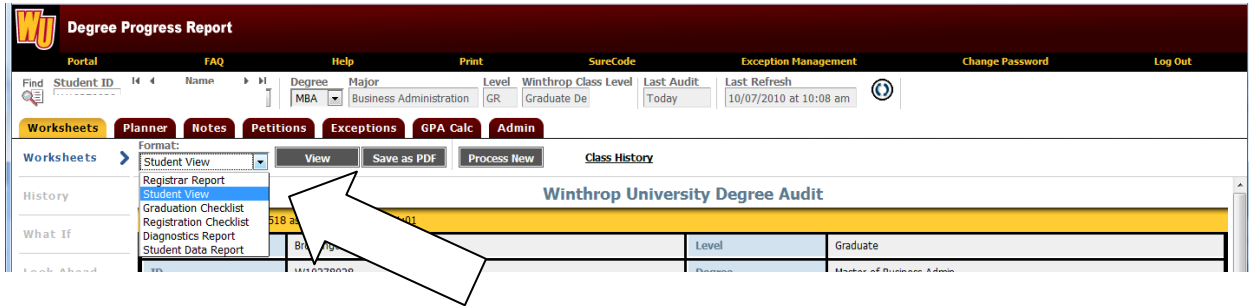 WU Degree Progress Report
Portal FAQ Help Print SureCode Exception Management Change Password Log Out
Find Student ID Name Degree Major Level Winthrop Class Level Last Audit Last Refresh
MBA Business Administration GR Graduate De Today 10/07/2010 at 10:08 am
Worksheets Planner Notes Petitions Exceptions GPA Calc Admin
Format:
Worksheets Student View View Save as PDF Process New Class History
Registrar Report
History Student View Winthrop University Degree Audit
Graduation Checklist
Registration Checklist 518 as
What If
Diagnostics Report
Student Data Report Level Graduate
Look Ahead ID W10278028 Degree Master of Business Admin